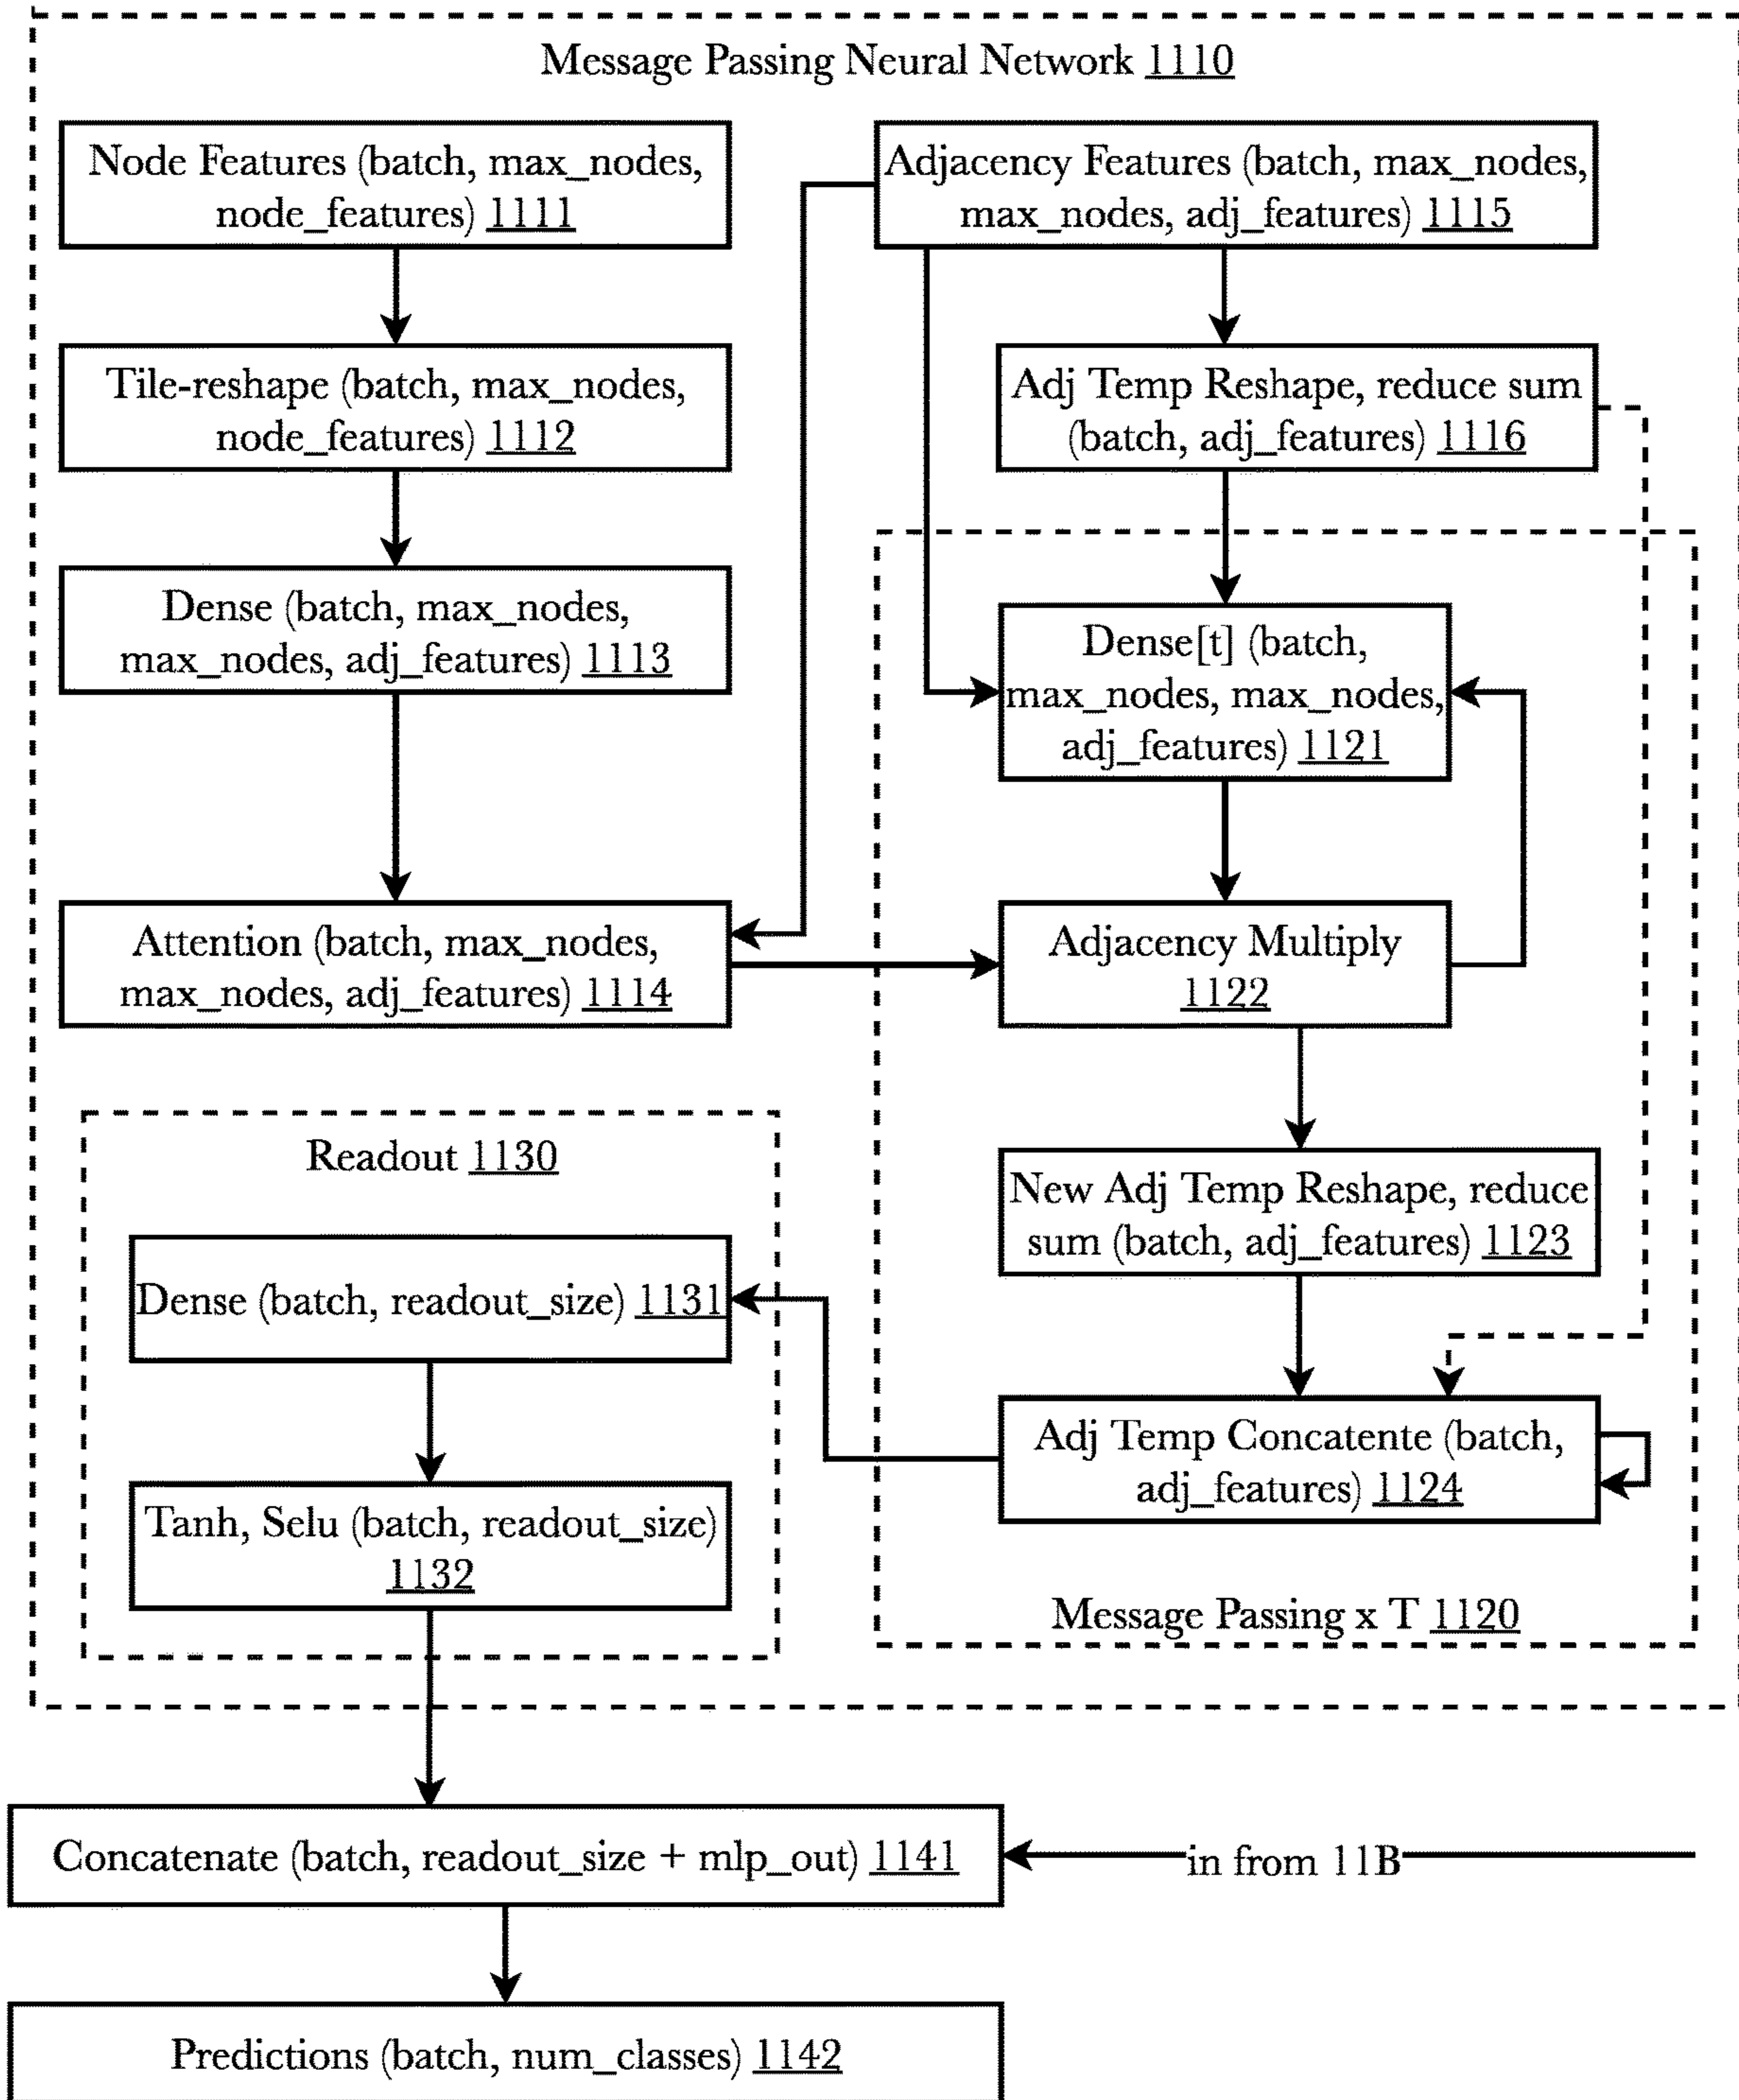 Message Passing Neural Network 1110
Node Features (batch, max_nodes,
node_features) 1111
Adjacency Features (batch, max_nodes,
max_nodes, adj_features) 1115
Tile-reshape (batch, max_nodes,
node_features) 1112
Adj Temp Reshape, reduce sum
(batch, adj_features) 1116
Dense (batch, max_nodes,
max_nodes, adj_features) 1113
Dense[t] (batch,
max_nodes, max_nodes,
adj_features) 1121
Attention (batch, max_nodes,
max_nodes, adj_features) 1114
Adjacency Multiply
1122
New Adj Temp Reshape, reduce
sum (batch, adj_features) 1123
Readout 1130
Dense (batch, readout_size) 1131
Adj Temp Concatente (batch,
adj_features) 1124
Tanh, Selu (batch, readout_size)
1132
Message Passing x T 1120
Concatenate (batch, readout_size + mlp_out) 1141
in from 11B
Predictions (batch, num_classes) 1142